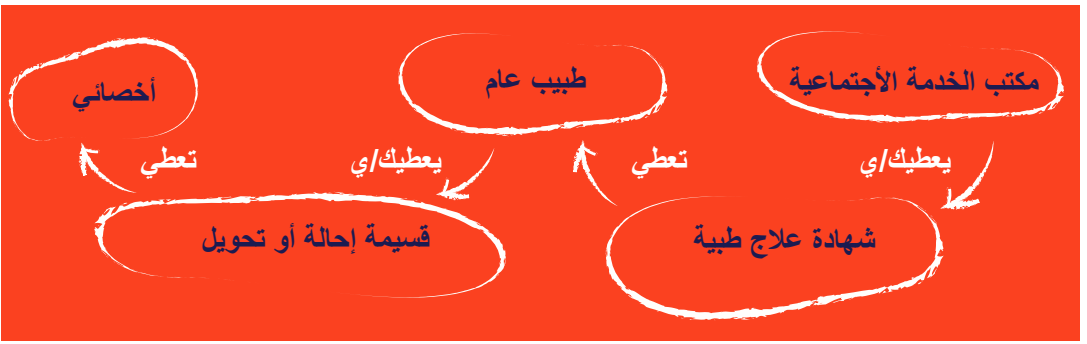 مكتب الخدمة الأجتماعية
يعطيك/ي
شهادة علاج طبية
تعطي
طبيب عام
يعطيك/ي
قسيمة إحالة أو تحويل
تعطي
أخصائي